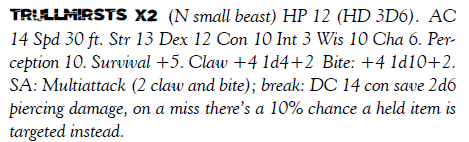 TRULLMIRSTS X2 (N small beast) HP 12 (HD 3D6). AC
14 Spd 30 ft. Str 13 Dex 12 Con 10 Int 3 Wis 10 Cha 6. Per-
ception 10. Survival +5. Claw +4 1d4+2 Bite: +4 1d10+2.
SA: Multiattack (2 claw and bite); break: DC 14 con save 2d6
piercing damage, on a miss there's a 10% chance a held item is
targeted instead.